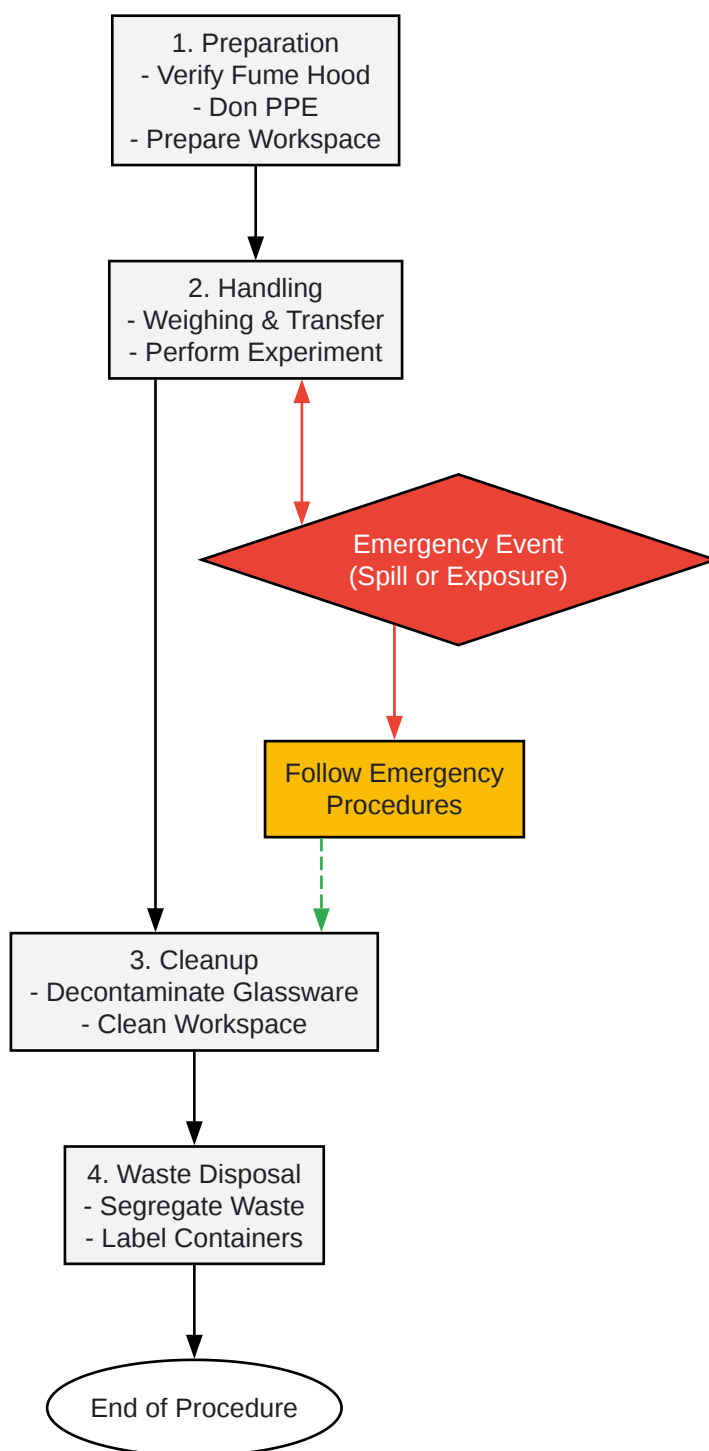 1. Preparation
- Verify Fume Hood
- Don PPE
- Prepare Workspace
2. Handling
- Weighing & Transfer
- Perform Experiment
Emergency Event
(Spill or Exposure)
Follow Emergency
Procedures
3. Cleanup
- Decontaminate Glassware
- Clean Workspace
4. Waste Disposal
- Segregate Waste
- Label Containers
End of Procedure